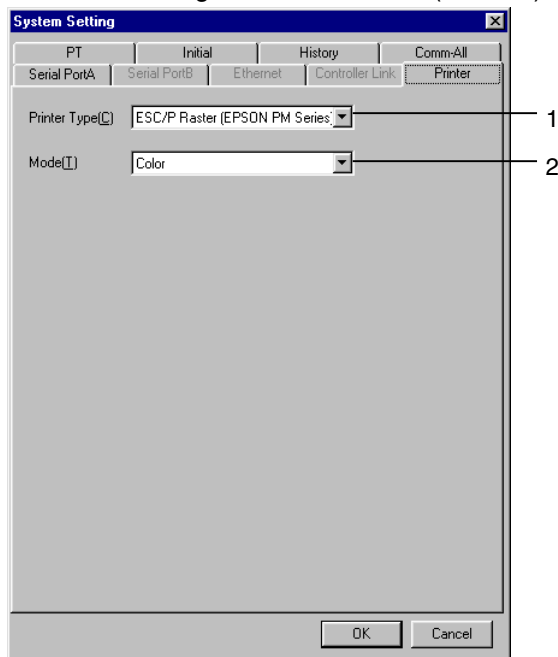 System Setting
PT Initial History Comm-All
Serial PortA Serial PortB Ethernet Controller Link Printer
Printer Type(C) ESC/P Raster (EPSON PM Series) 1
Mode(T) Color 2
OK Cancel